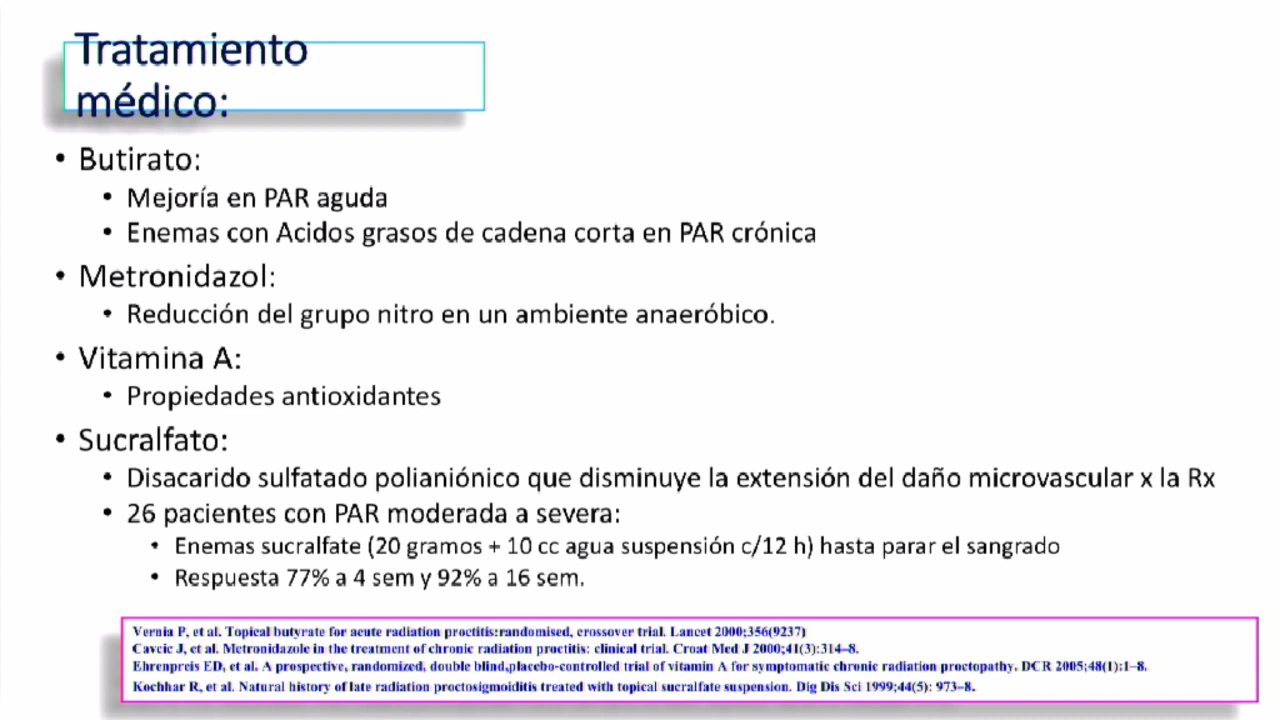 Tratamiento
médico:
• Butirato:
• Mejoría en PAR aguda
• Enemas con Acidos grasos de cadena corta en PAR crónica
• Metronidazol:
• Reducción del grupo nitro en un ambiente anaeróbico.
• Vitamina A:
• Propiedades antioxidantes
• Sucralfato:
• Disacarido sulfatado polianiónico que disminuye la extensión del daño microvascular x la Rx
• 26 pacientes con PAR moderada a severa:
• Enemas sucralfate (20 gramos + 10 cc agua suspensión c/12 h) hasta parar el sangrado
• Respuesta 77% a 4 sem y 92% a 16 sem.
Vernia P, et al. Topical butyrate for acute radiation proctitis:randomised, crossover trial. Lancet 2000;356(9237)
Cavcic J, et al. Metronidazole in the treatment of chronic radiation proctitis: clinical trial. Croat Med J 2000;41(3):314–8.
Ehrenpreis ED, et al. A prospective, randomized, double blind,placebo-controlled trial of vitamin A for symptomatic chronic radiation proctopathy. DCR 2005;48(1):1–8.
Kochhar R, et al. Natural history of late radiation proctosigmoiditis treated with topical sucralfate suspension. Dig Dis Sci 1999;44(5): 973–8.